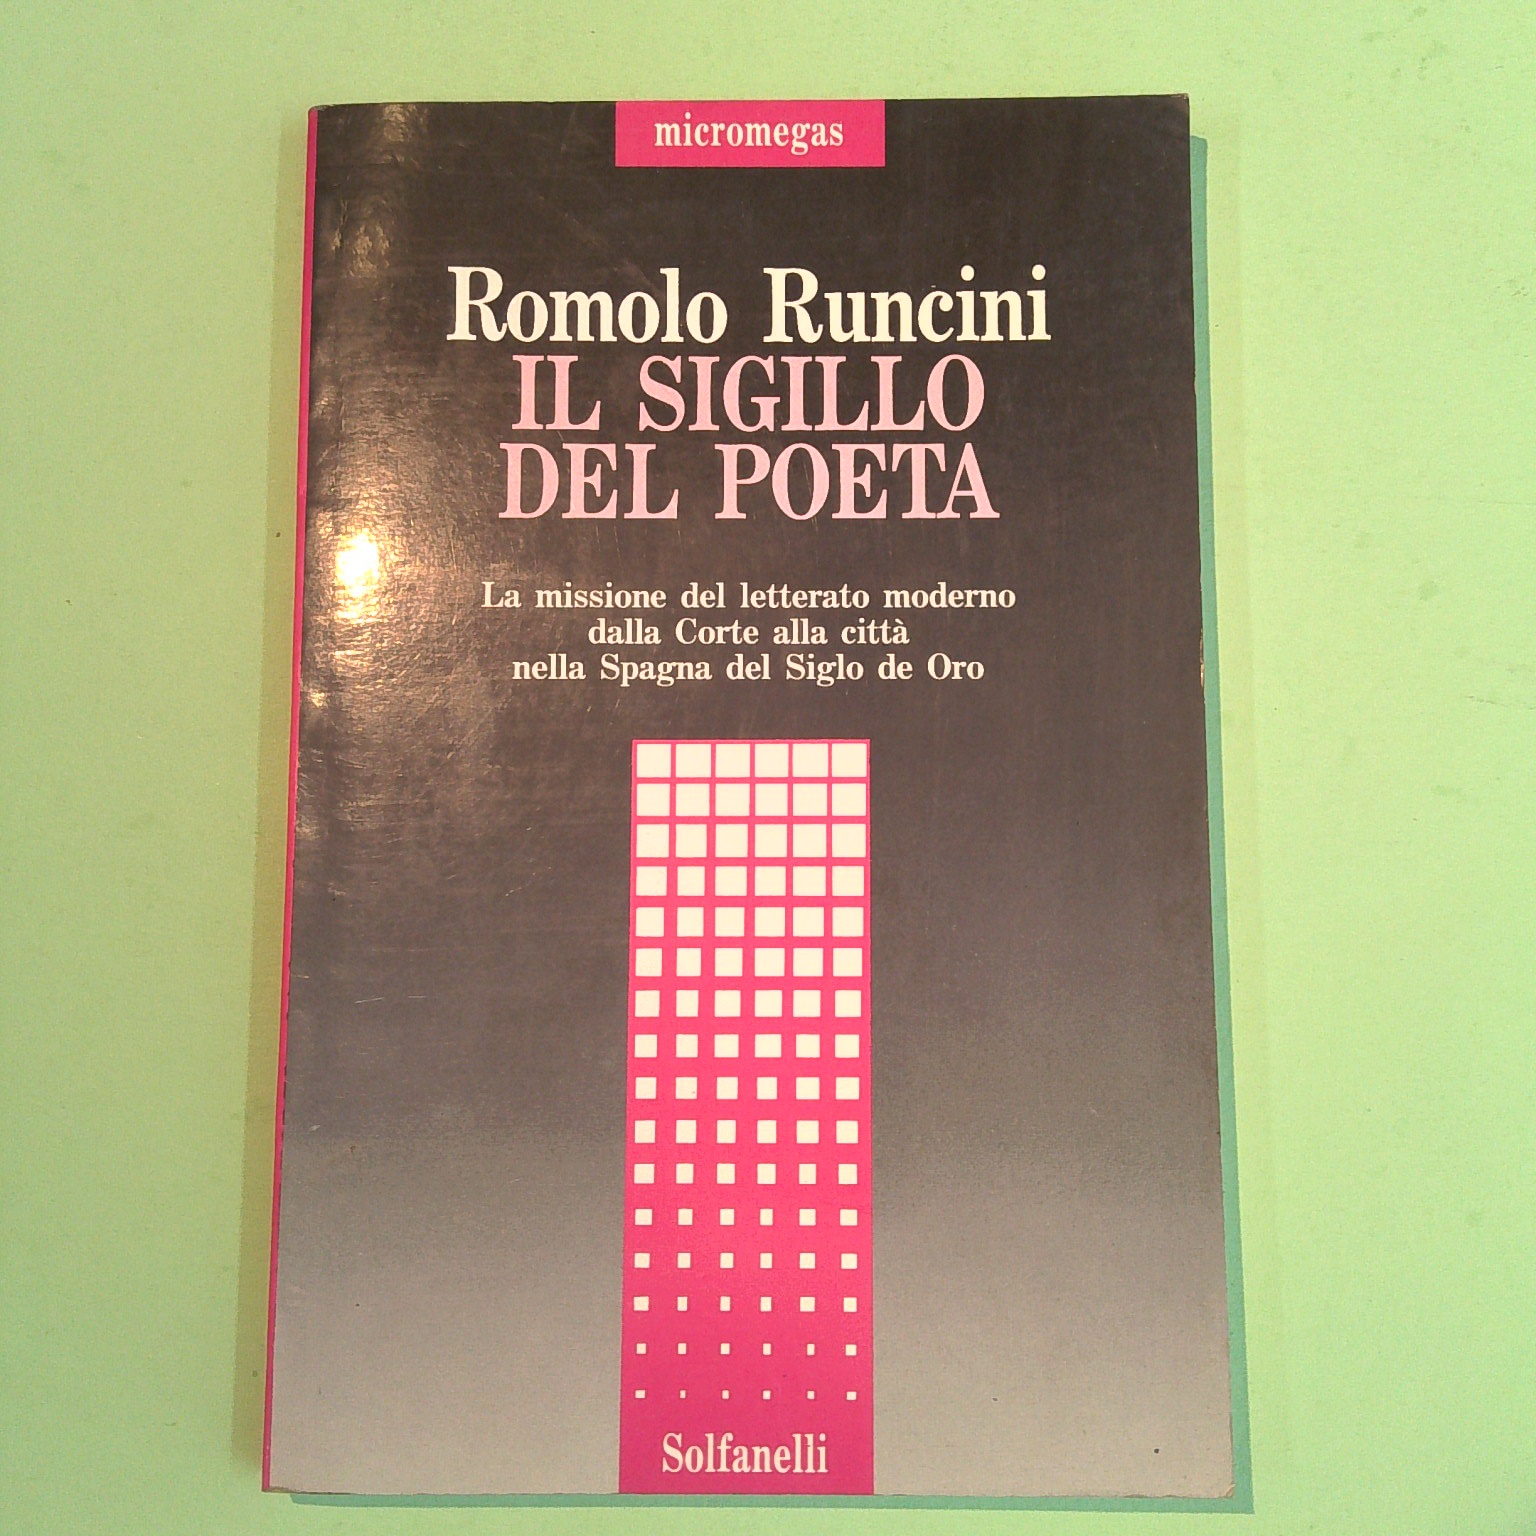 micromegas
Romolo Runcini
IL SIGILLO
DEL POETA
La missione del letterato moderno
dalla Corte alla città
nella Spagna del Siglo de Oro
Solfanelli